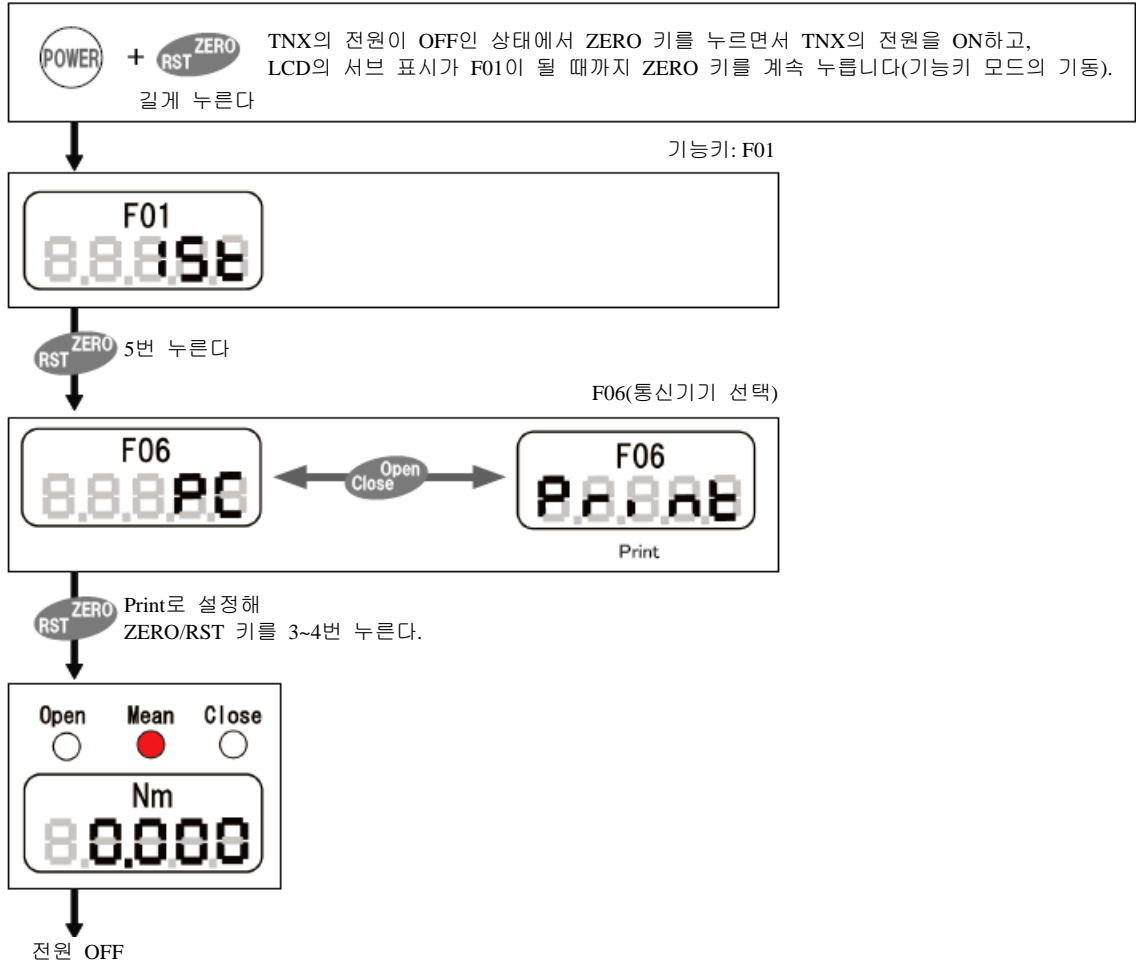 POWER + RST ZERO
TNX의 전원이 OFF인 상태에서 ZERO 키를 누르면서 TNX의 전원을 ON하고,
LCD의 서브 표시가 F01이 될 때까지 ZERO 키를 계속 누릅니다(기능키 모드의 기동).
길게 누른다
기능키: F01
F01
1St
RST ZERO 5번 누른다
F06(통신기기 선택)
F06
PC
Close Open
F06
Print
Print
RST ZERO
Print로 설정해
ZERO/RST 키를 3~4번 누른다.
Open Mean Close
Nm
0.000
전원 OFF